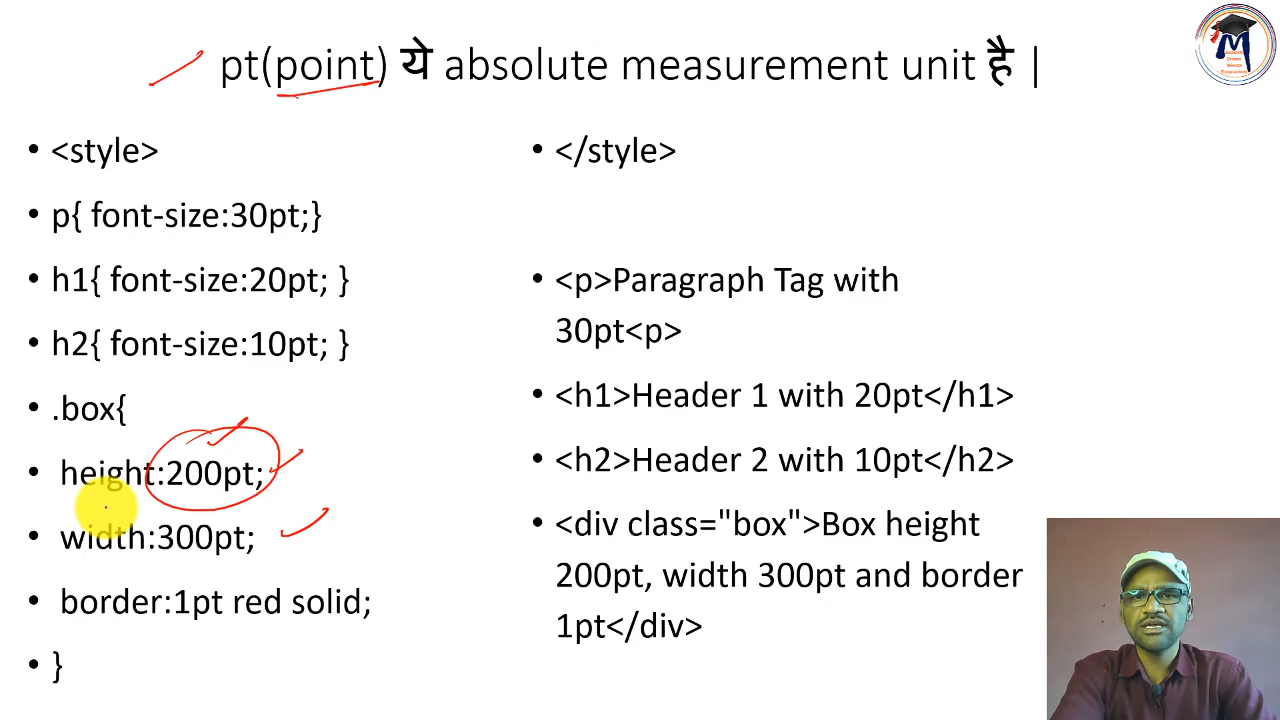 pt(point) ये absolute measurement unit है |
• <style>
• p{ font-size:30pt;}
• h1{ font-size:20pt; }
• h2{ font-size:10pt; }
• .box{
• height:200pt;
• width:300pt;
• border:1pt red solid;
• }
• </style>
• <p>Paragraph Tag with
30pt<p>
• <h1>Header 1 with 20pt</h1>
• <h2>Header 2 with 10pt</h2>
• <div class="box">Box height
200pt, width 300pt and border
1pt</div>